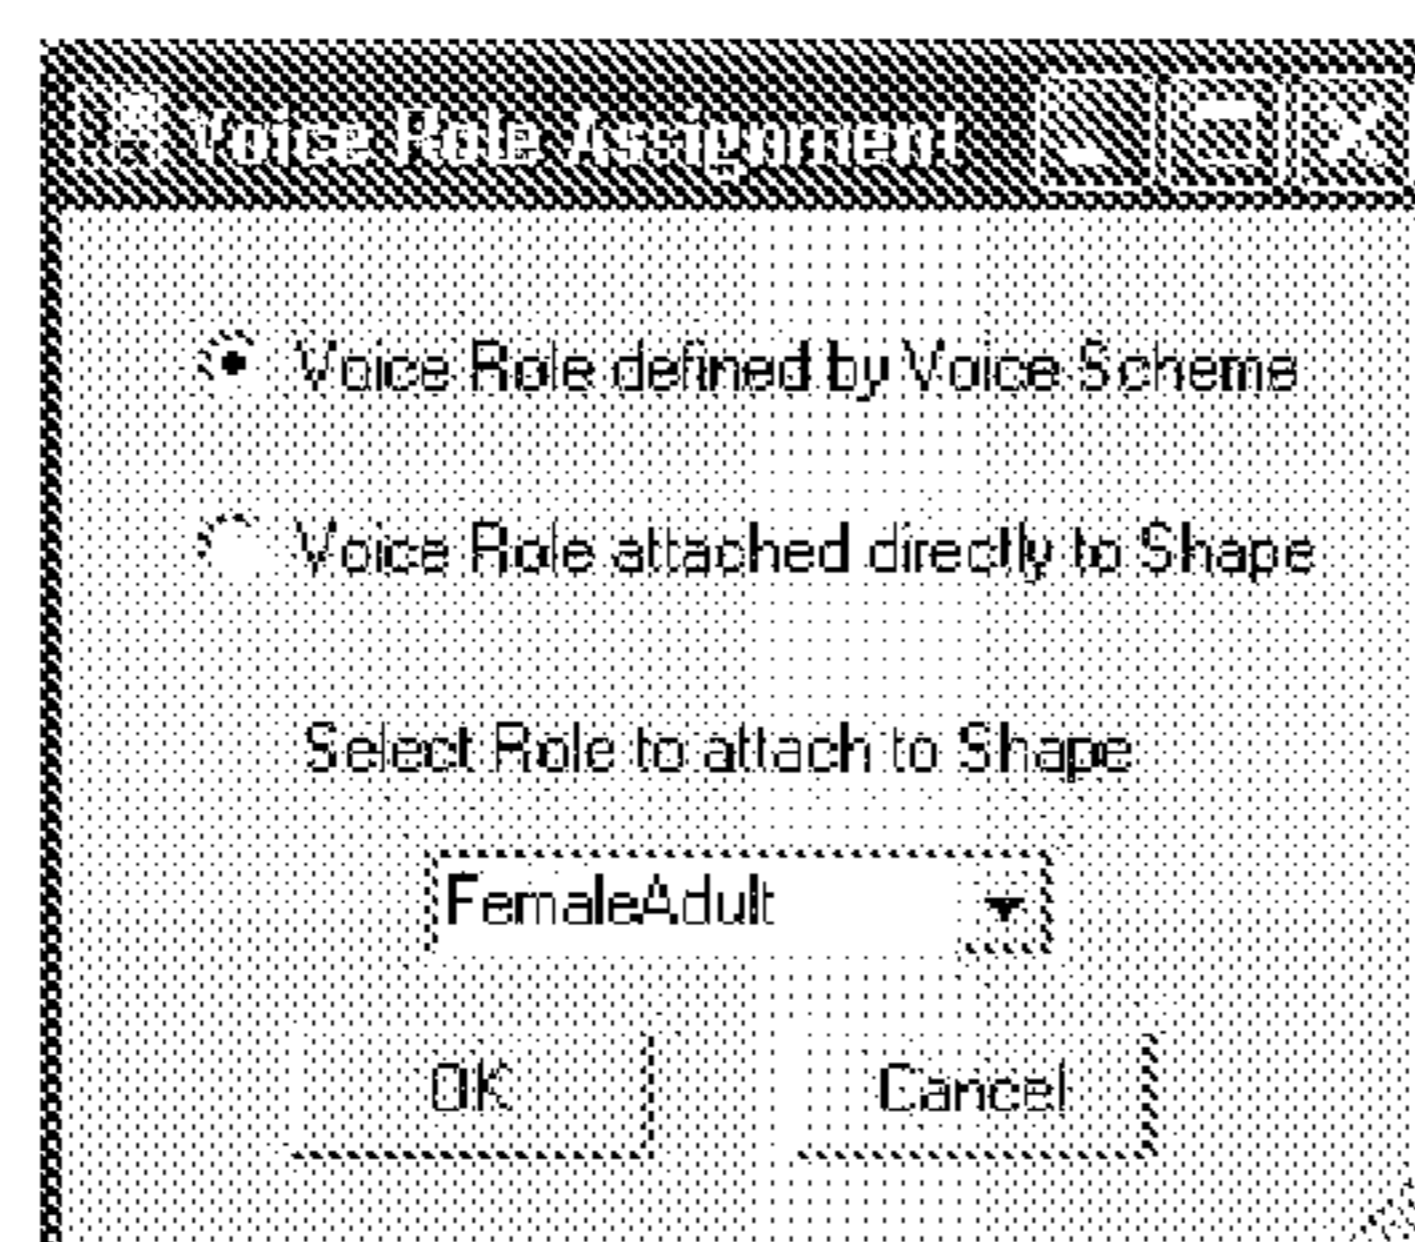 Voice Role Assignment
Voice Role defined by Voice Scheme
Voice Role attached directly to Shape
Select Role to attach to Shape
FemaleAdult
OK Cancel